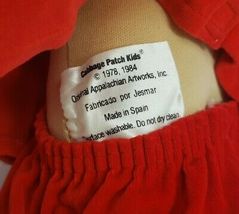 Cabbage Patch Kids®
© 1978, 1984
Original Appalachian Artworks, Inc.
Fabricado por Jesmar
Made in Spain
Surface washable. Do not dry clean